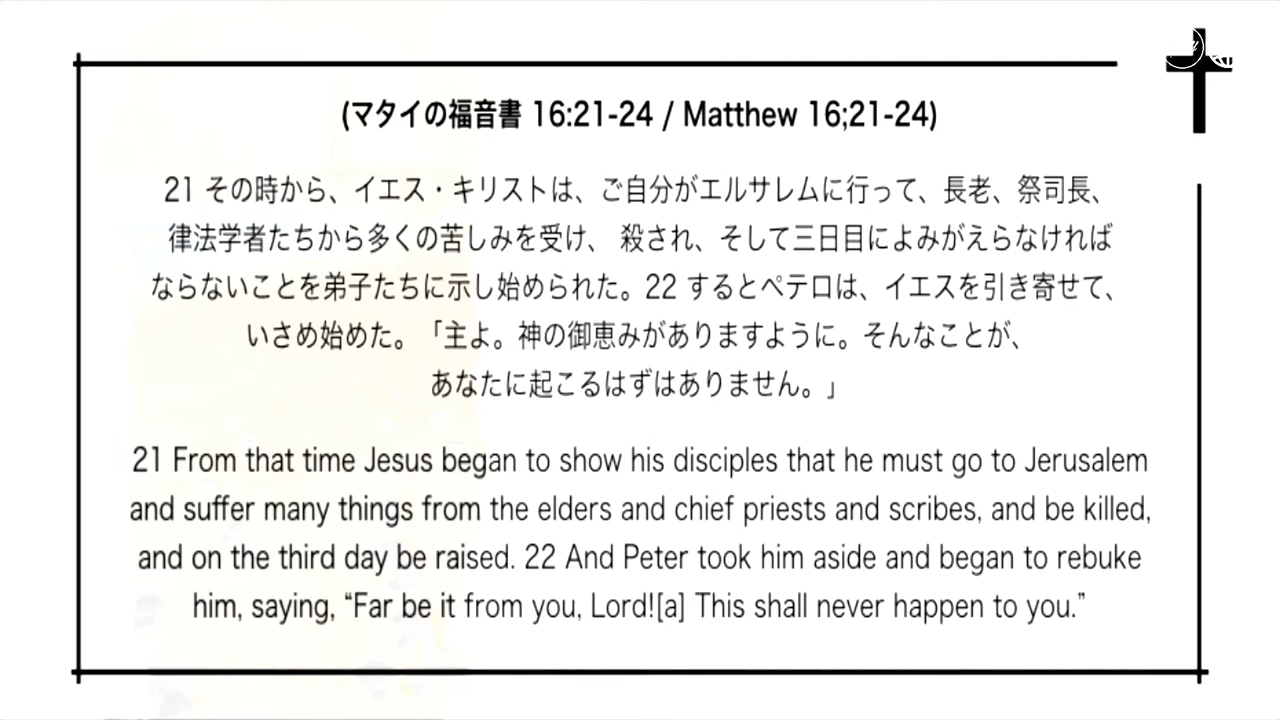 (マタイの福音書 16:21-24 / Matthew 16;21-24)
21 その時から、イエス・キリストは、ご自分がエルサレムに行って、長老、祭司長、
律法学者たちから多くの苦しみを受け、 殺され、そして三日目によみがえらなければ
ならないことを弟子たちに示し始められた。22 するとペテロは、イエスを引き寄せて、
いさめ始めた。「主よ。神の御恵みがありますように。そんなことが、
あなたに起こるはずはありません。」
21 From that time Jesus began to show his disciples that he must go to Jerusalem
and suffer many things from the elders and chief priests and scribes, and be killed,
and on the third day be raised. 22 And Peter took him aside and began to rebuke
him, saying, “Far be it from you, Lord![a] This shall never happen to you.”